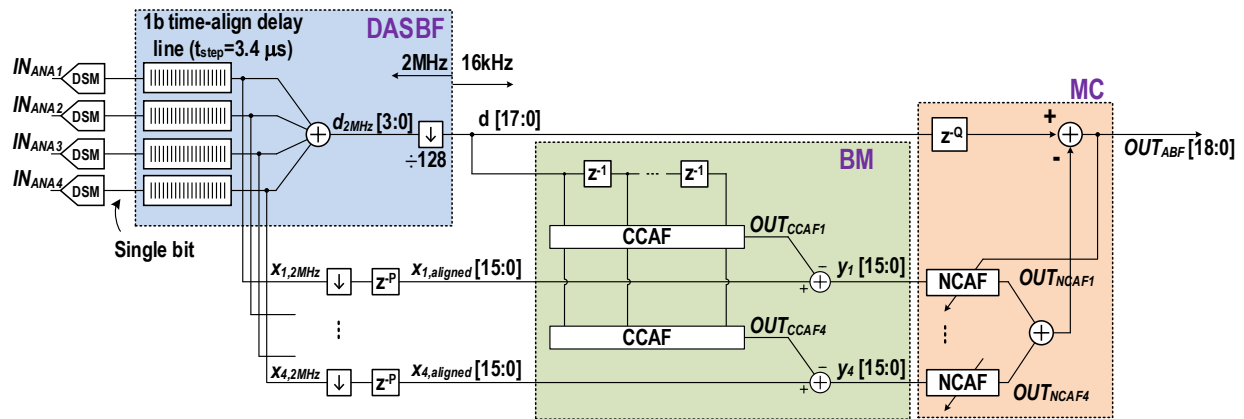 1b time-align delay
line (tstep=3.4 µs)
DASBF
2MHz
16kHz
INANA1
DSM
INANA2
DSM
INANA3
DSM
INANA4
DSM
Single bit
d2MHz [3:0]
↓
÷128
d [17:0]
MC
z-Q
+
-
OUTABF [18:0]
BM
z-1
z-1
CCAF
OUTCCAF1
x1,2MHz
↓
z-P
x1,aligned [15:0]
−
+
y1 [15:0]
NCAF
OUTNCAF1
CCAF
OUTCCAF4
x4,2MHz
↓
z-P
x4,aligned [15:0]
−
+
y4 [15:0]
NCAF
OUTNCAF4